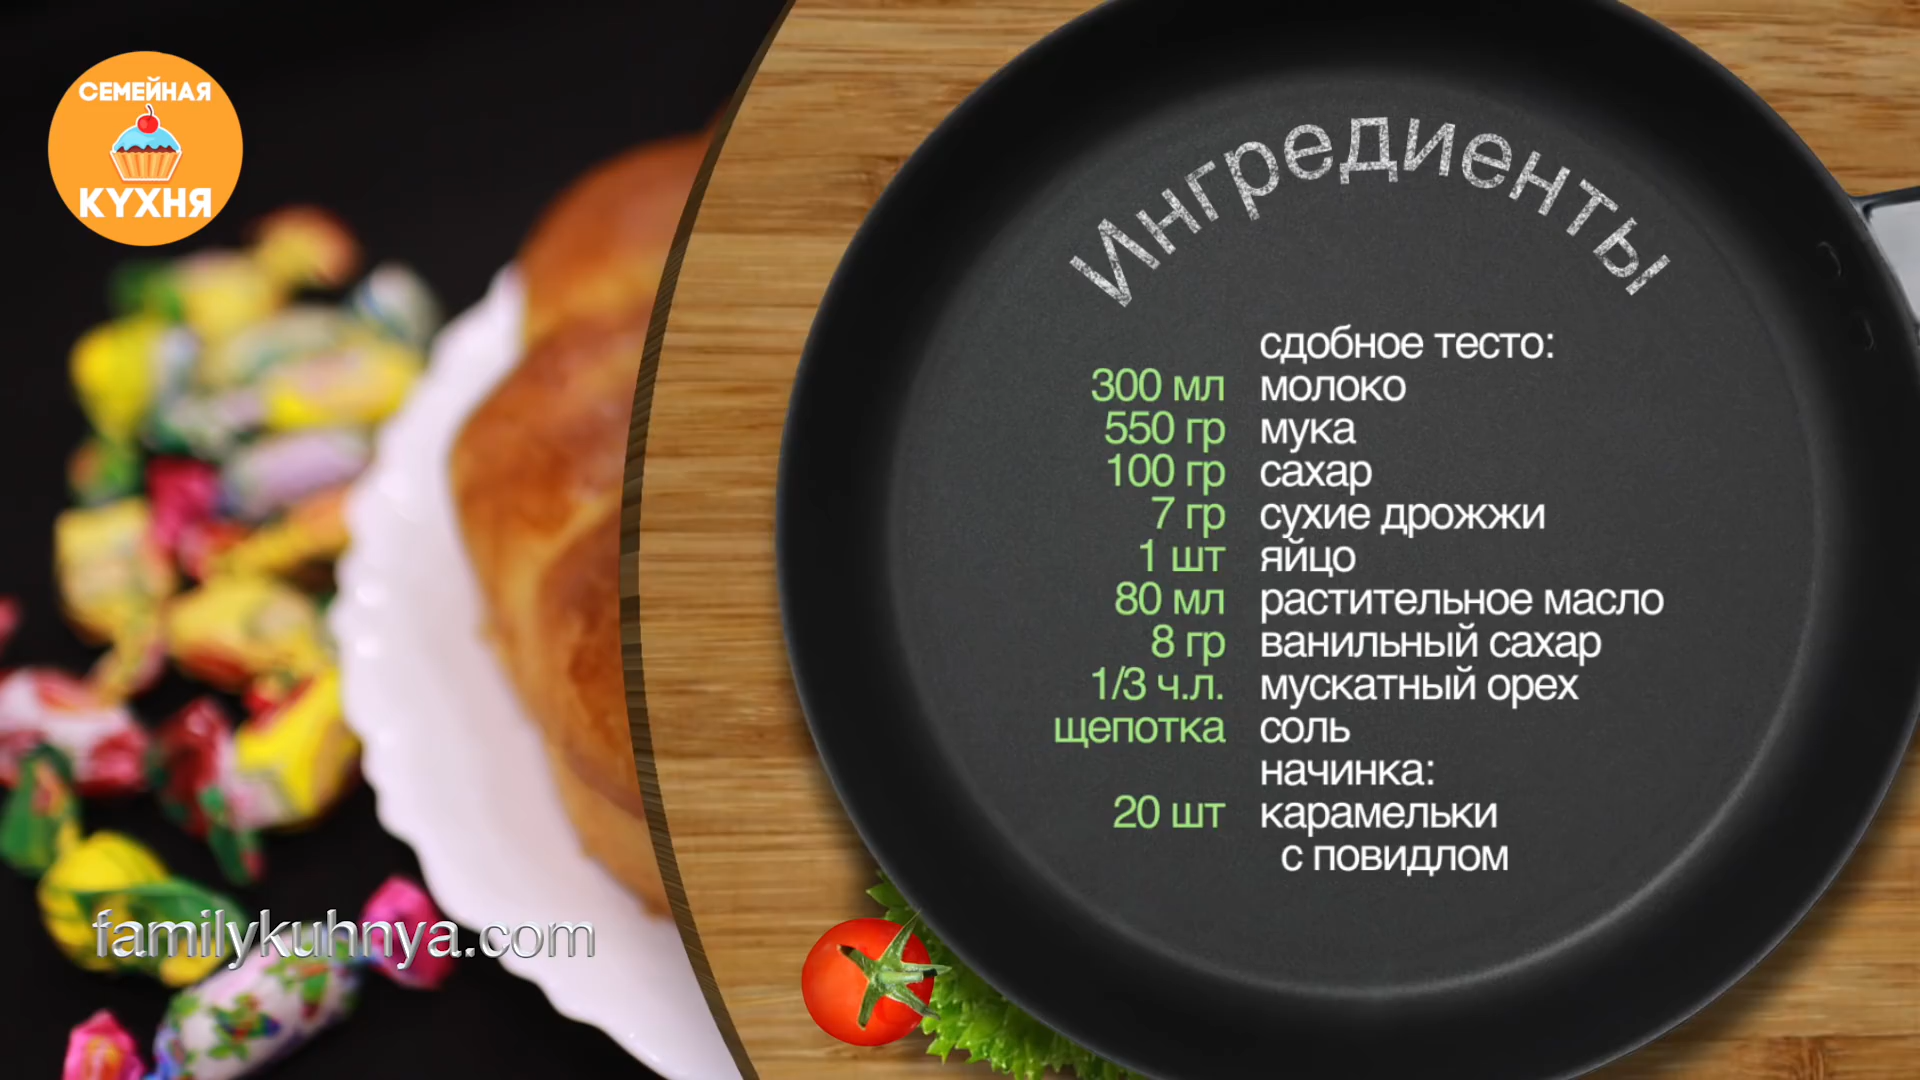 СЕМЕЙНАЯ
КУХНЯ
Ингредиенты
сдобное тесто:
300 мл молоко
550 гр мука
100 гр сахар
7 гр сухие дрожжи
1 шт яйцо
80 мл растительное масло
8 гр ванильный сахар
1/3 ч.л. мускатный орех
щепотка соль
начинка:
20 шт карамельки
с повидлом
familykuhnya.com